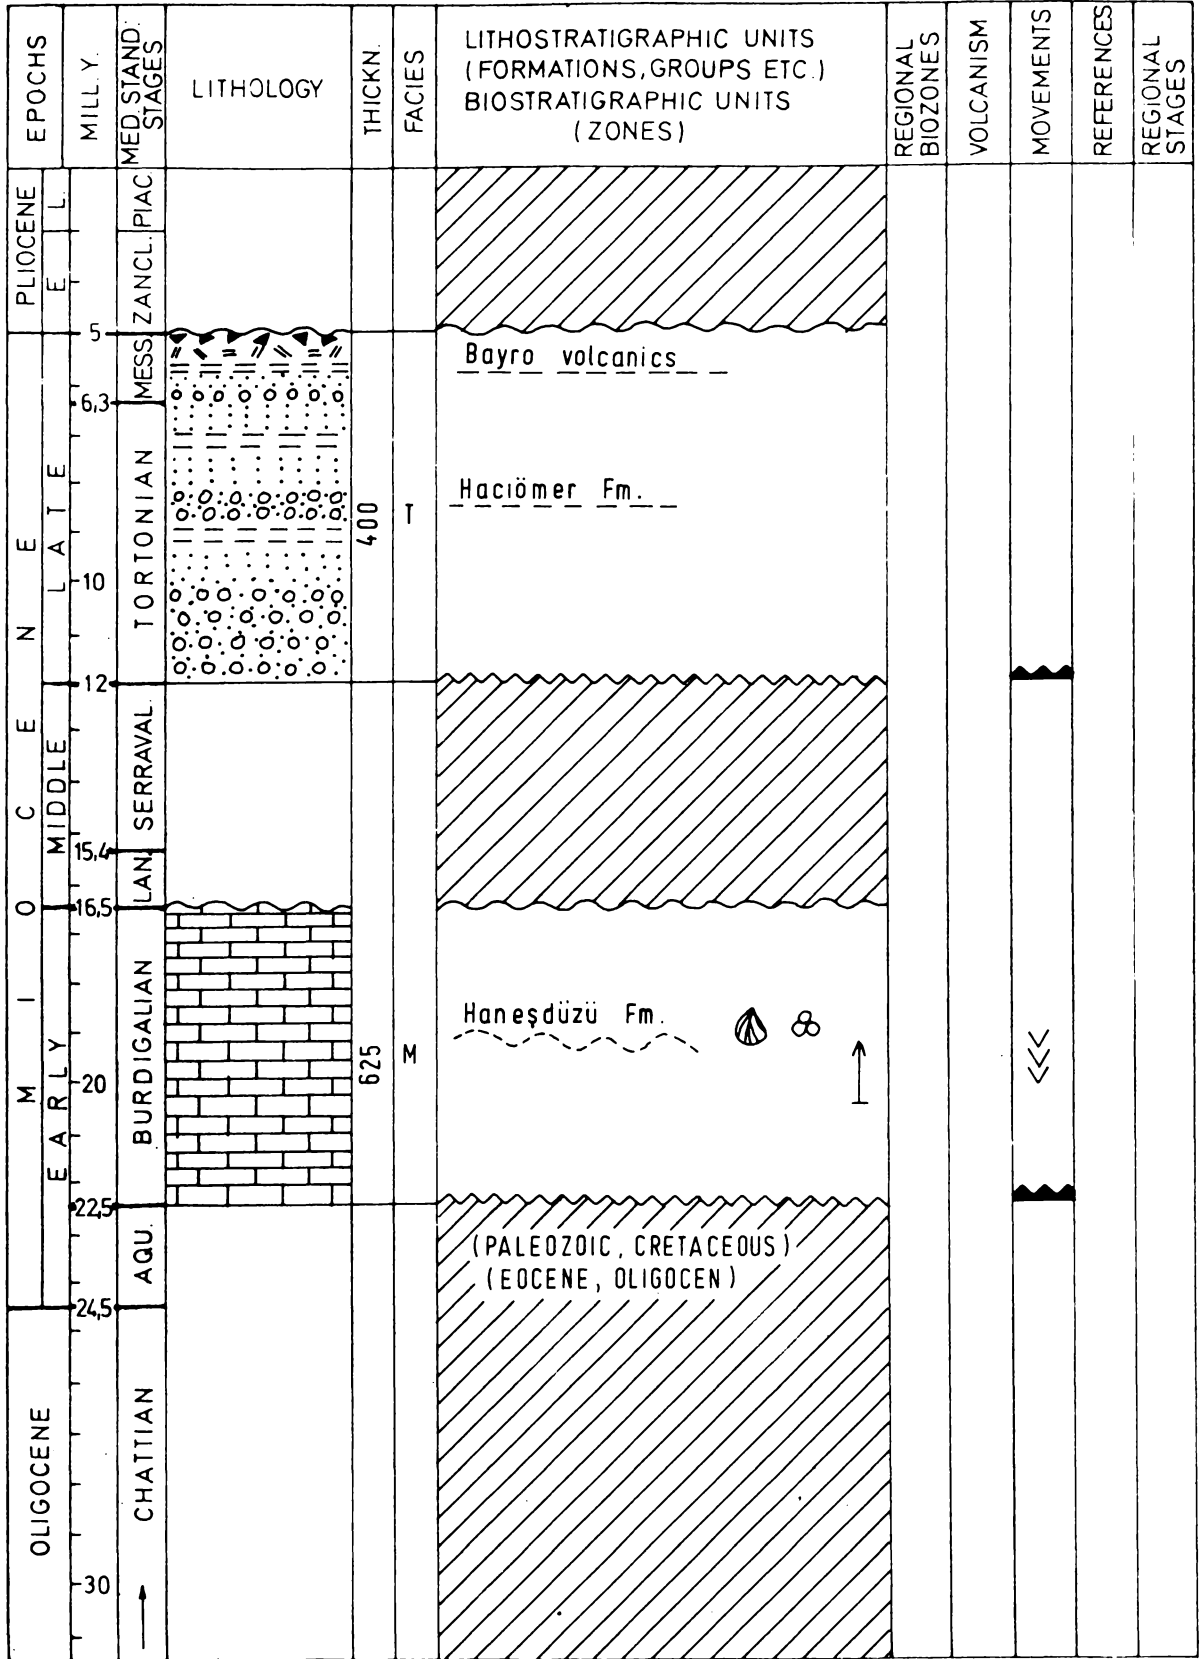 EPOCHS
MILL.Y.
MED.STAND.
STAGES
LITHOLOGY
THICKN.
FACIES
LITHOSTRATIGRAPHIC UNITS
(FORMATIONS, GROUPS ETC.)
BIOSTRATIGRAPHIC UNITS
(ZONES)
REGIONAL
BIOZONES
VOLCANISM
MOVEMENTS
REFERENCES
REGIONAL
STAGES
PLIOCENE
L.
E
PIAC.
ZANCL.
5
MIOCENE
LATE
MESS.
Bayro volcanics
6,3
TORTONIAN
Haciömer Fm.
400
T
10
12
MIDDLE
SERRAVAL.
15,4
LAN.
16,5
EARLY
BURDIGALIAN
Haneşdüzü Fm.
625
M
20
22,5
AQU.
(PALEOZOIC, CRETACEOUS)
(EOCENE, OLIGOCEN)
24,5
OLIGOCENE
CHATTIAN
30